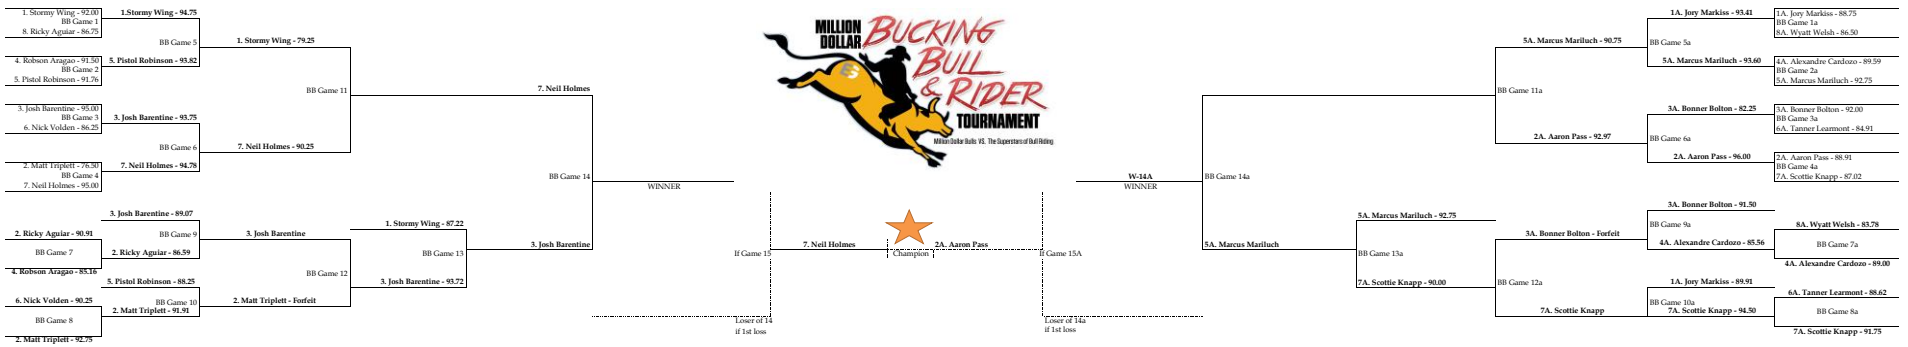 1. Stormy Wing - 92.00
BB Game 1
8. Ricky Aguiar - 86.75
4. Robson Aragao - 91.50
BB Game 2
5. Pistol Robinson - 91.76
3. Josh Barentine - 95.00
BB Game 3
6. Nick Volden - 86.25
2. Matt Triplett - 76.50
BB Game 4
7. Neil Holmes - 95.00
1.Stormy Wing - 94.75
BB Game 5
5. Pistol Robinson - 93.82
3. Josh Barentine - 93.75
BB Game 6
7. Neil Holmes - 94.78
1. Stormy Wing - 79.25
BB Game 11
7. Neil Holmes - 90.25
7. Neil Holmes
BB Game 14
3. Josh Barentine
WINNER
2. Ricky Aguiar - 90.91
BB Game 7
4. Robson Aragao - 85.16
6. Nick Volden - 90.25
BB Game 8
2. Matt Triplett - 92.75
3. Josh Barentine - 89.07
BB Game 9
2. Ricky Aguiar - 86.59
5. Pistol Robinson - 88.25
BB Game 10
2. Matt Triplett - 91.91
3. Josh Barentine
BB Game 12
2. Matt Triplett - Forfeit
1. Stormy Wing - 87.22
BB Game 13
3. Josh Barentine - 93.72
MILLION
DOLLAR
BUCKING
BULL
& RIDER
TOURNAMENT
Million Dollar Bulls VS. The Superstars of Bull Riding
ES
If Game 15
7. Neil Holmes
Champion
2A. Aaron Pass
If Game 15A
Loser of 14
if 1st loss
Loser of 14a
if 1st loss
W-14A
WINNER
BB Game 14a
5A. Marcus Mariluch
5A. Marcus Mariluch - 90.75
BB Game 11a
2A. Aaron Pass - 92.97
1A. Jory Markiss - 93.41
BB Game 5a
5A. Marcus Mariluch - 93.60
3A. Bonner Bolton - 82.25
BB Game 6a
2A. Aaron Pass - 96.00
1A. Jory Markiss - 88.75
BB Game 1a
8A. Wyatt Welsh - 86.50
4A. Alexandre Cardozo - 89.59
BB Game 2a
5A. Marcus Mariluch - 92.75
3A. Bonner Bolton - 92.00
BB Game 3a
6A. Tanner Learmont - 84.91
2A. Aaron Pass - 88.91
BB Game 4a
7A. Scottie Knapp - 87.02
5A. Marcus Mariluch - 92.75
BB Game 13a
7A. Scottie Knapp - 90.00
3A. Bonner Bolton - Forfeit
BB Game 12a
7A. Scottie Knapp
3A. Bonner Bolton - 91.50
BB Game 9a
4A. Alexandre Cardozo - 85.56
1A. Jory Markiss - 89.91
BB Game 10a
7A. Scottie Knapp - 94.50
8A. Wyatt Welsh - 83.78
BB Game 7a
4A. Alexandre Cardozo - 89.00
6A. Tanner Learmont - 88.62
BB Game 8a
7A. Scottie Knapp - 91.75